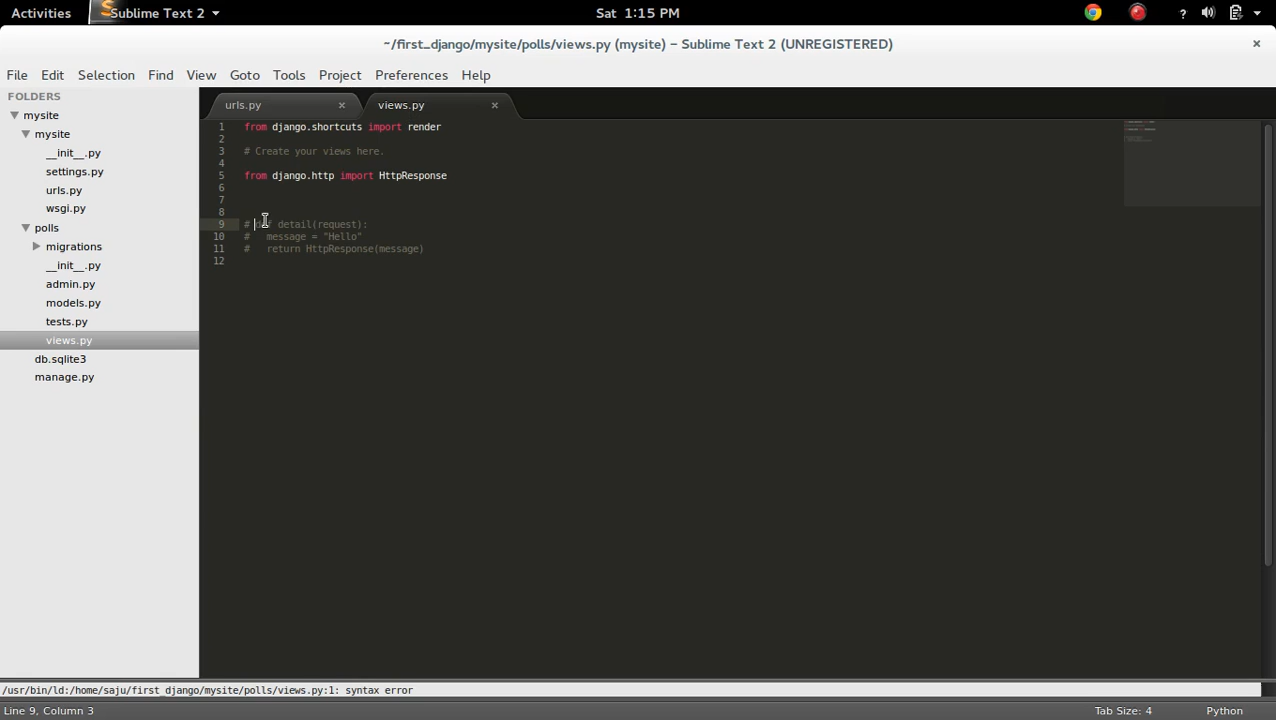 Activities Sublime Text 2 Sat 1:15 PM ?
~/first_django/mysite/polls/views.py (mysite) – Sublime Text 2 (UNREGISTERED) ×
File Edit Selection Find View Goto Tools Project Preferences Help
FOLDERS
mysite
mysite
__init__.py
settings.py
urls.py
wsgi.py
polls
migrations
__init__.py
admin.py
models.py
tests.py
views.py
db.sqlite3
manage.py
urls.py × views.py ×
1 from django.shortcuts import render
2
3 # Create your views here.
4
5 from django.http import HttpResponse
6
7
8
9 # def detail(request):
10 #   message = "Hello"
11 #   return HttpResponse(message)
12
/usr/bin/ld:/home/saju/first_django/mysite/polls/views.py:1: syntax error
Line 9, Column 3 Tab Size: 4 Python